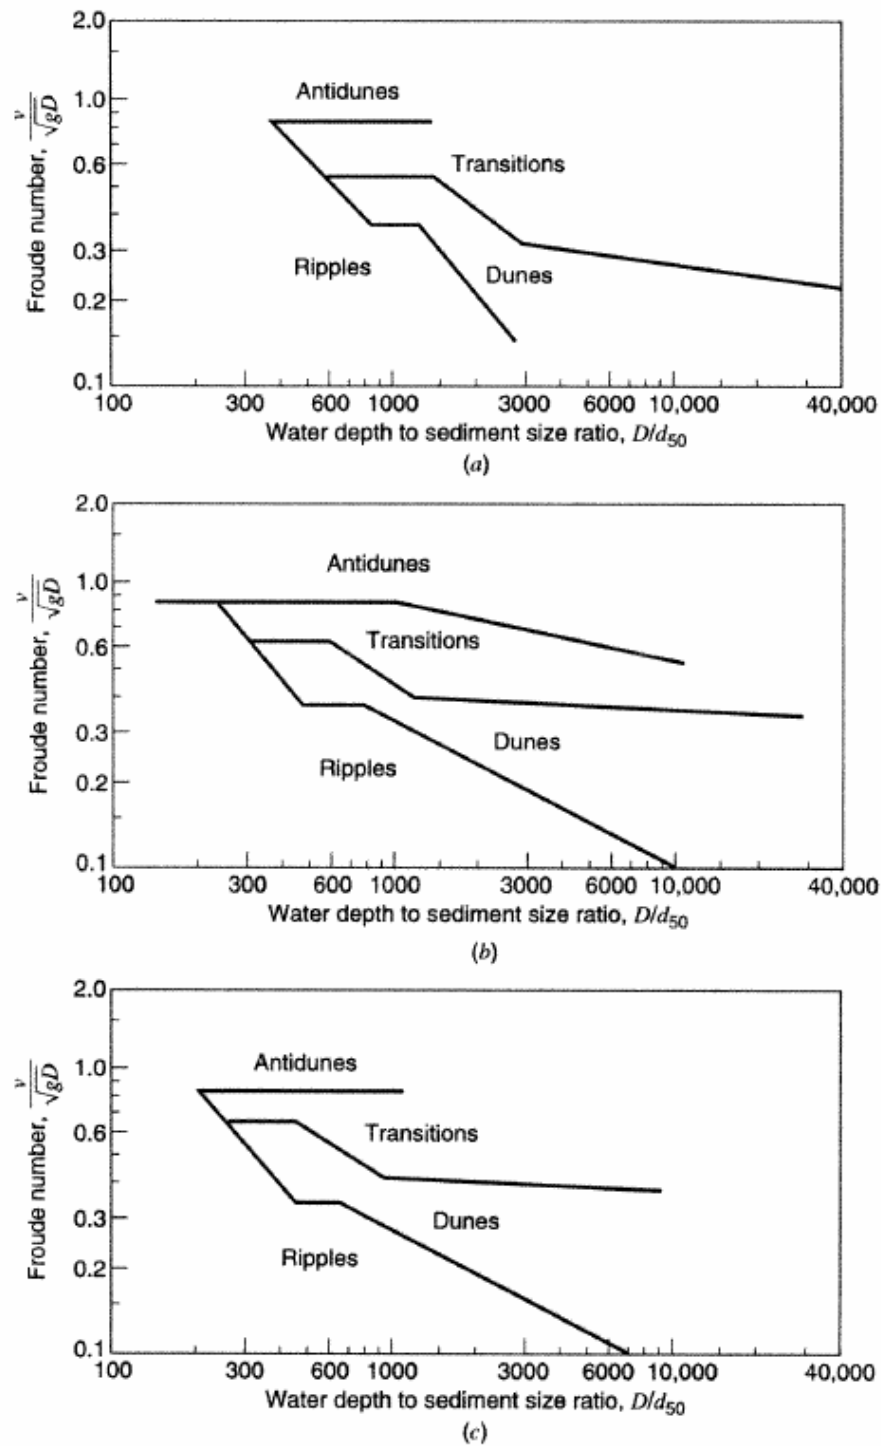 2.0
1.0
0.6
0.3
0.2
0.1
Froude number, v/√gD
Antidunes
Transitions
Ripples
Dunes
100 300 600 1000 3000 6000 10,000 40,000
Water depth to sediment size ratio, D/d50
(a)
2.0
1.0
0.6
0.3
0.2
0.1
Froude number, v/√gD
Antidunes
Transitions
Dunes
Ripples
100 300 600 1000 3000 6000 10,000 40,000
Water depth to sediment size ratio, D/d50
(b)
2.0
1.0
0.6
0.3
0.2
0.1
Froude number, v/√gD
Antidunes
Transitions
Dunes
Ripples
100 300 600 1000 3000 6000 10,000 40,000
Water depth to sediment size ratio, D/d50
(c)